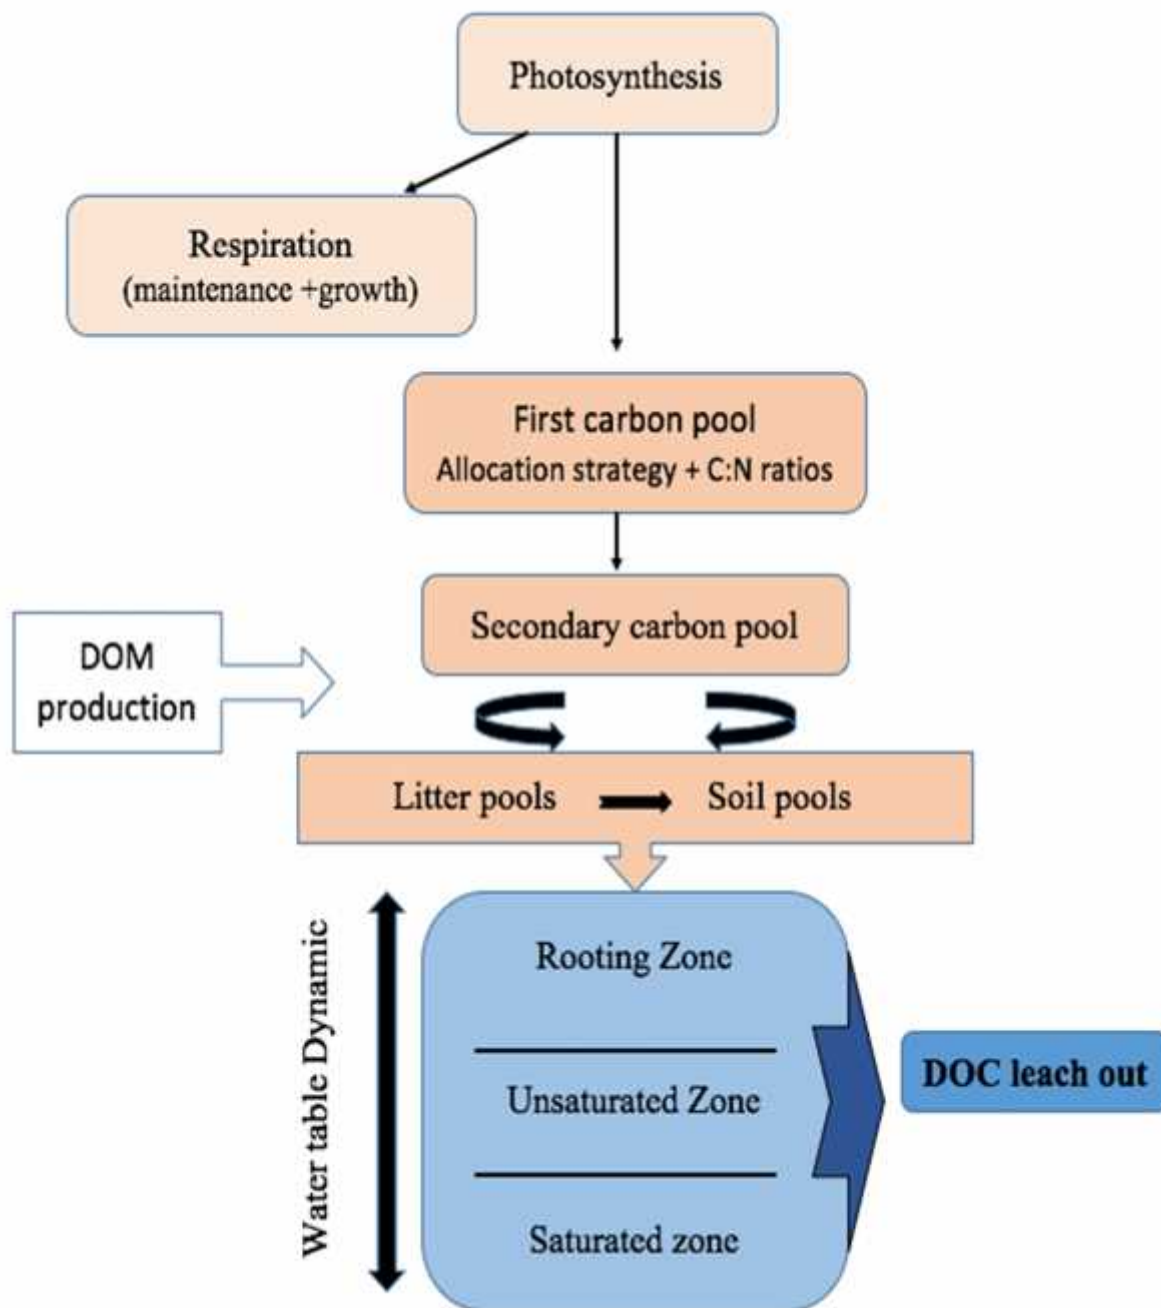 Photosynthesis
Respiration
(maintenance +growth)
First carbon pool
Allocation strategy + C:N ratios
Secondary carbon pool
DOM
production
Litter pools
Soil pools
Water table Dynamic
Rooting Zone
Unsaturated Zone
Saturated zone
DOC leach out